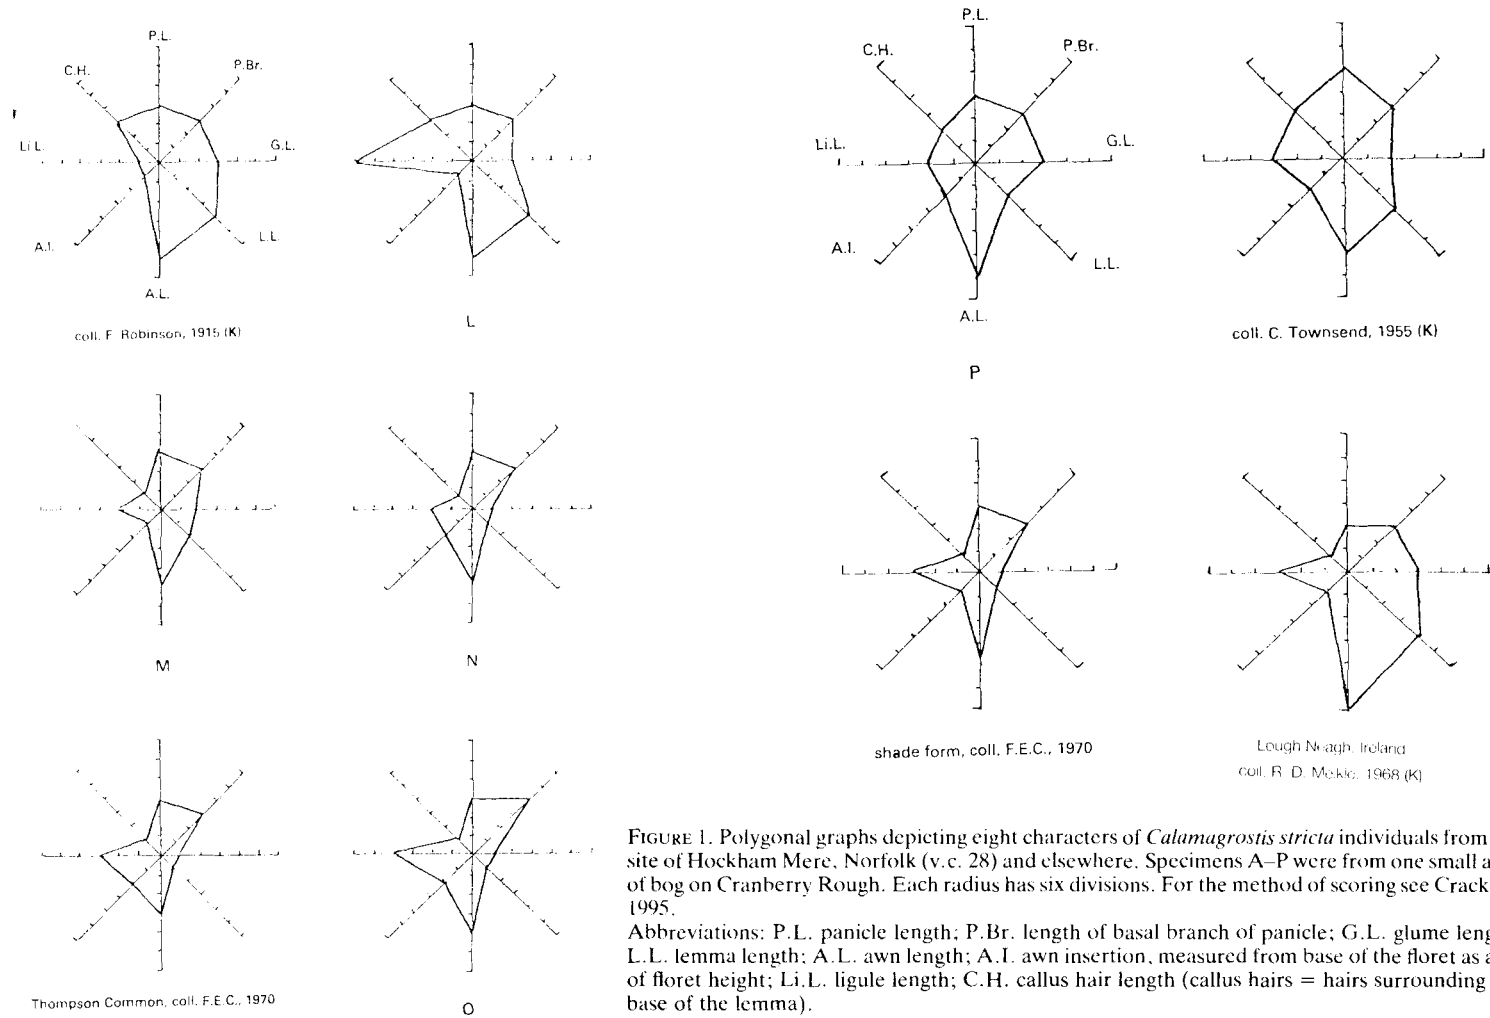 P.L.
C.H.
P.Br.
Li.L.
G.L.
A.I.
L.L.
A.L.
coll. F. Robinson, 1915 (K)
L
M
N
Thompson Common, coll. F.E.C., 1970
O
P.L.
C.H.
P.Br.
Li.L.
G.L.
A.I.
L.L.
A.L.
P
coll. C. Townsend, 1955 (K)
shade form, coll. F.E.C., 1970
Lough Neagh, Ireland
coll. R. D. Meikle, 1968 (K)
FIGURE 1. Polygonal graphs depicting eight characters of Calamagrostis stricta individuals from
site of Hockham Mere, Norfolk (v.c. 28) and elsewhere. Specimens A–P were from one small a
of bog on Cranberry Rough. Each radius has six divisions. For the method of scoring see Crack
1995.
Abbreviations: P.L. panicle length; P.Br. length of basal branch of panicle; G.L. glume leng
L.L. lemma length; A.L. awn length; A.I. awn insertion, measured from base of the floret as a
of floret height; Li.L. ligule length; C.H. callus hair length (callus hairs = hairs surrounding
base of the lemma).